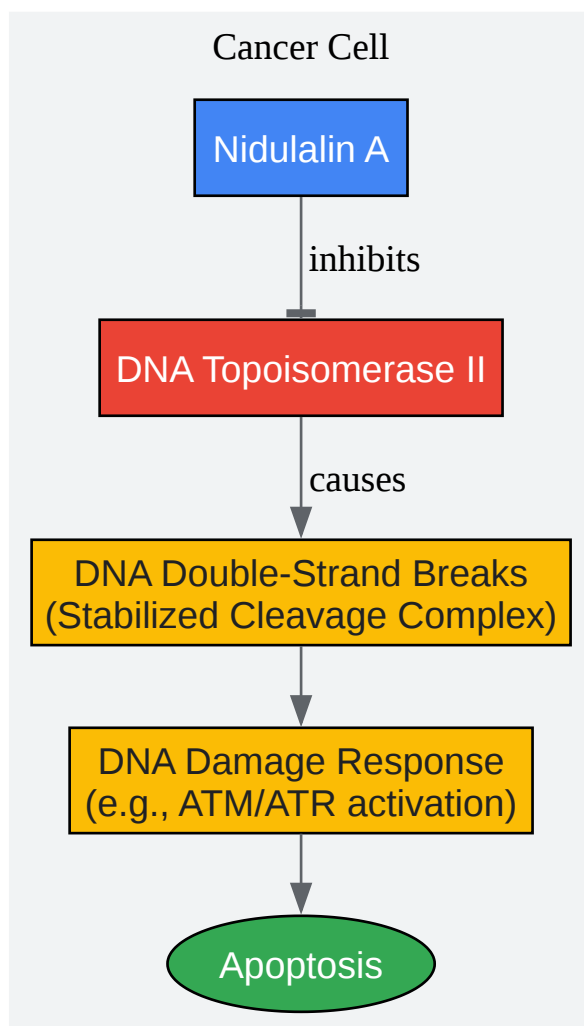 Cancer Cell
Nidulalin A
inhibits
DNA Topoisomerase II
causes
DNA Double-Strand Breaks
(Stabilized Cleavage Complex)
DNA Damage Response
(e.g., ATM/ATR activation)
Apoptosis